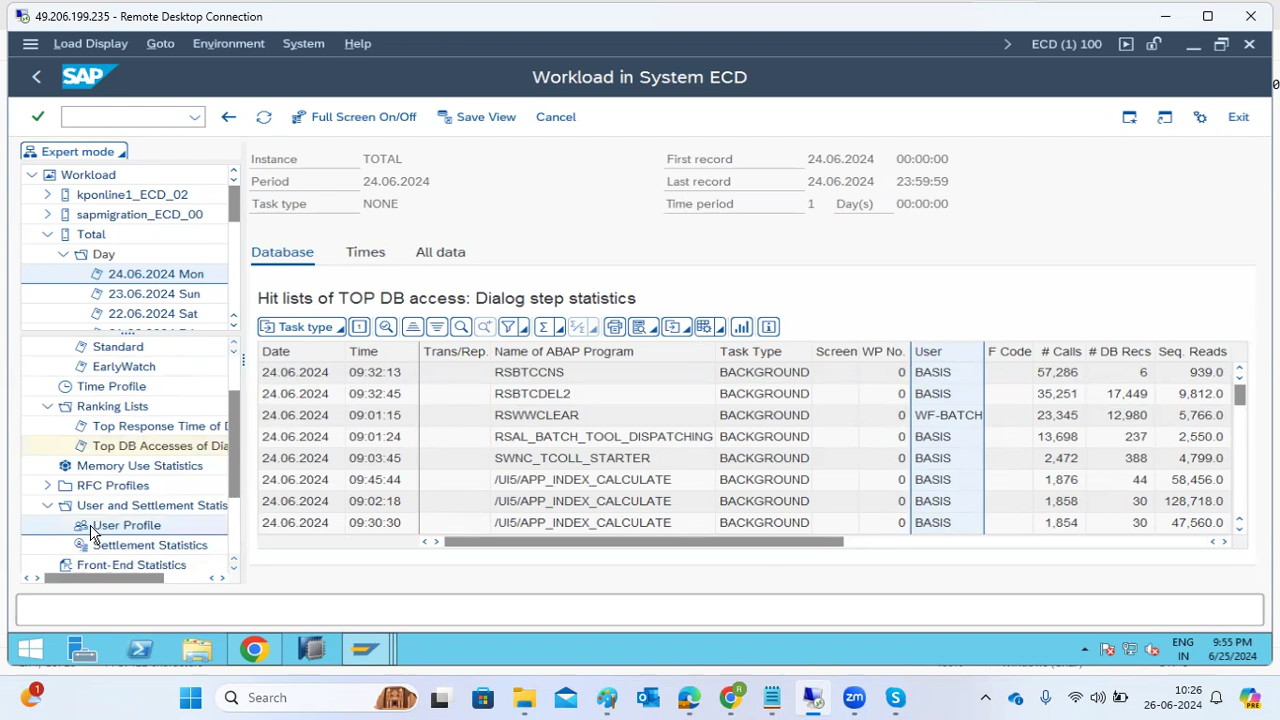 49.206.199.235 - Remote Desktop Connection
Load Display Goto Environment System Help ECD (1) 100
SAP Workload in System ECD
Full Screen On/Off Save View Cancel Exit
Expert mode
Workload
kponline1_ECD_02
sapmigration_ECD_00
Total
Day
24.06.2024 Mon
23.06.2024 Sun
22.06.2024 Sat
Standard
EarlyWatch
Time Profile
Ranking Lists
Top Response Time of D
Top DB Accesses of Dia
Memory Use Statistics
RFC Profiles
User and Settlement Statis
User Profile
Settlement Statistics
Front-End Statistics
Instance TOTAL First record 24.06.2024 00:00:00
Period 24.06.2024 Last record 24.06.2024 23:59:59
Task type NONE Time period 1 Day(s) 00:00:00
Database Times All data
Hit lists of TOP DB access: Dialog step statistics
Task type
Date Time Trans/Rep. Name of ABAP Program Task Type Screen WP No. User F Code # Calls # DB Recs Seq. Reads
24.06.2024 09:32:13 RSBTCCNS BACKGROUND 0 BASIS 57,286 6 939.0
24.06.2024 09:32:45 RSBTCDEL2 BACKGROUND 0 BASIS 35,251 17,449 9,812.0
24.06.2024 09:01:15 RSWWCLEAR BACKGROUND 0 WF-BATCH 23,345 12,980 5,766.0
24.06.2024 09:01:24 RSAL_BATCH_TOOL_DISPATCHING BACKGROUND 0 BASIS 13,698 237 2,550.0
24.06.2024 09:03:45 SWNC_TCOLL_STARTER BACKGROUND 0 BASIS 2,472 388 4,799.0
24.06.2024 09:45:44 /UI5/APP_INDEX_CALCULATE BACKGROUND 0 BASIS 1,876 44 58,456.0
24.06.2024 09:02:18 /UI5/APP_INDEX_CALCULATE BACKGROUND 0 BASIS 1,858 30 128,718.0
24.06.2024 09:30:30 /UI5/APP_INDEX_CALCULATE BACKGROUND 0 BASIS 1,854 30 47,560.0
ENG 9:55 PM
IN 6/25/2024
1 Search 10:26
26-06-2024